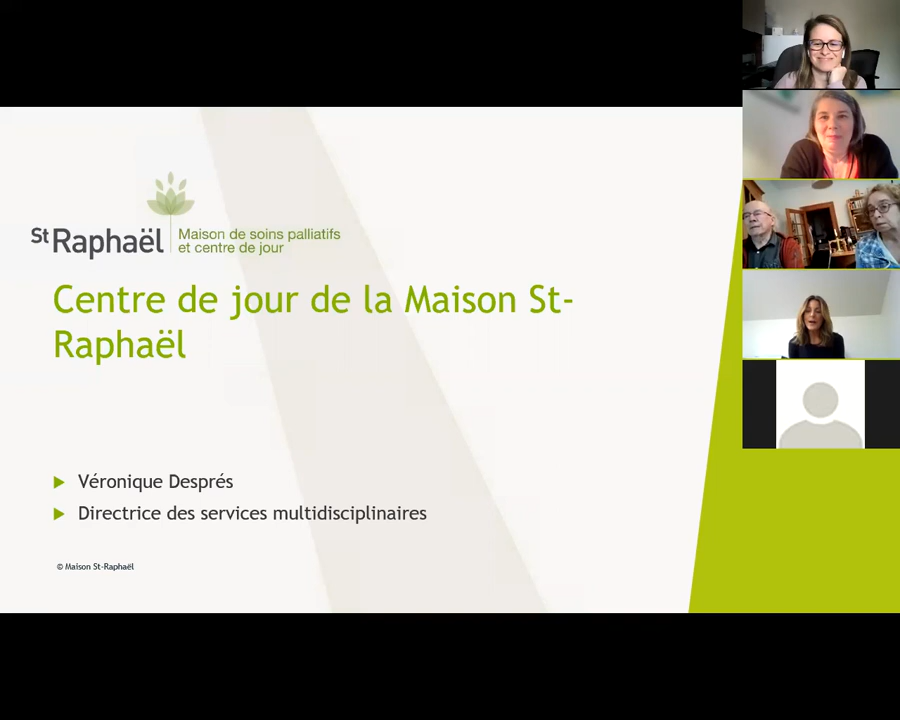 St Raphaël
Maison de soins palliatifs
et centre de jour
Centre de jour de la Maison St-
Raphaël
Véronique Després
Directrice des services multidisciplinaires
© Maison St-Raphaël